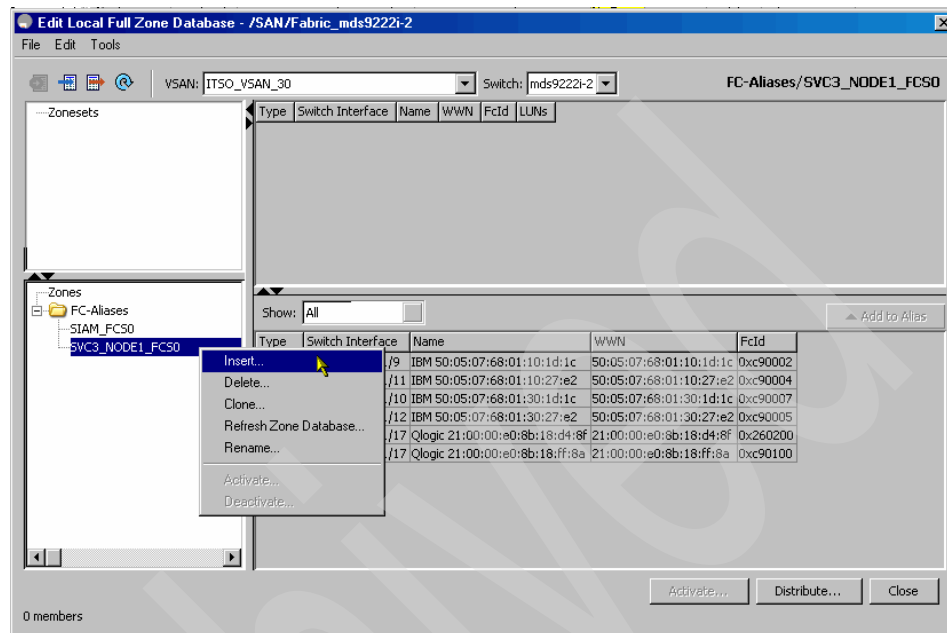 Edit Local Full Zone Database - /SAN/Fabric_mds9222i-2
File Edit Tools
VSAN: ITSO_VSAN_30 Switch: mds9222i-2 FC-Aliases/SVC3_NODE1_FCS0
Zonesets
Type Switch Interface Name WWN FcId LUNs
Zones
FC-Aliases
SIAM_FCS0
SVC3_NODE1_FCS0
Insert...
Delete...
Clone...
Refresh Zone Database...
Rename...
Activate...
Deactivate...
Show: All
Add to Alias
Type Switch Interface Name WWN FcId
/9 IBM 50:05:07:68:01:10:1d:1c 50:05:07:68:01:10:1d:1c 0xc90002
/11 IBM 50:05:07:68:01:10:27:e2 50:05:07:68:01:10:27:e2 0xc90004
/10 IBM 50:05:07:68:01:30:1d:1c 50:05:07:68:01:30:1d:1c 0xc90007
/12 IBM 50:05:07:68:01:30:27:e2 50:05:07:68:01:30:27:e2 0xc90005
/17 Qlogic 21:00:00:e0:8b:18:d4:8f 21:00:00:e0:8b:18:d4:8f 0x260200
/17 Qlogic 21:00:00:e0:8b:18:ff:8a 21:00:00:e0:8b:18:ff:8a 0xc90100
Activate... Distribute... Close
0 members